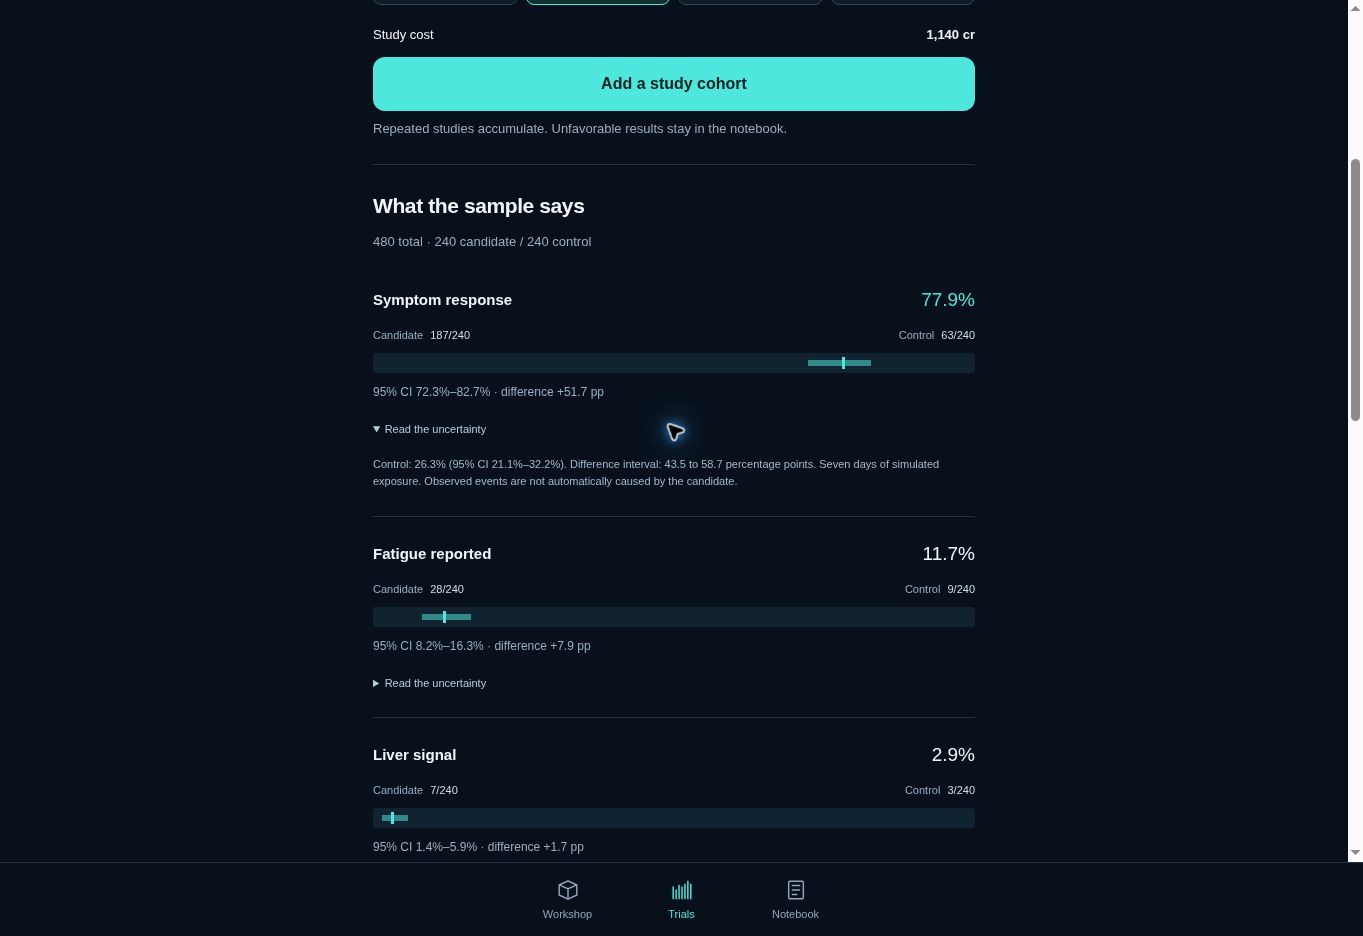 Study cost
1,140 cr
Add a study cohort
Repeated studies accumulate. Unfavorable results stay in the notebook.
What the sample says
480 total · 240 candidate / 240 control
Symptom response
77.9%
Candidate 187/240
Control 63/240
95% CI 72.3%–82.7% · difference +51.7 pp
▼ Read the uncertainty
Control: 26.3% (95% CI 21.1%–32.2%). Difference interval: 43.5 to 58.7 percentage points. Seven days of simulated
exposure. Observed events are not automatically caused by the candidate.
Fatigue reported
11.7%
Candidate 28/240
Control 9/240
95% CI 8.2%–16.3% · difference +7.9 pp
▶ Read the uncertainty
Liver signal
2.9%
Candidate 7/240
Control 3/240
95% CI 1.4%–5.9% · difference +1.7 pp
Workshop
Trials
Notebook